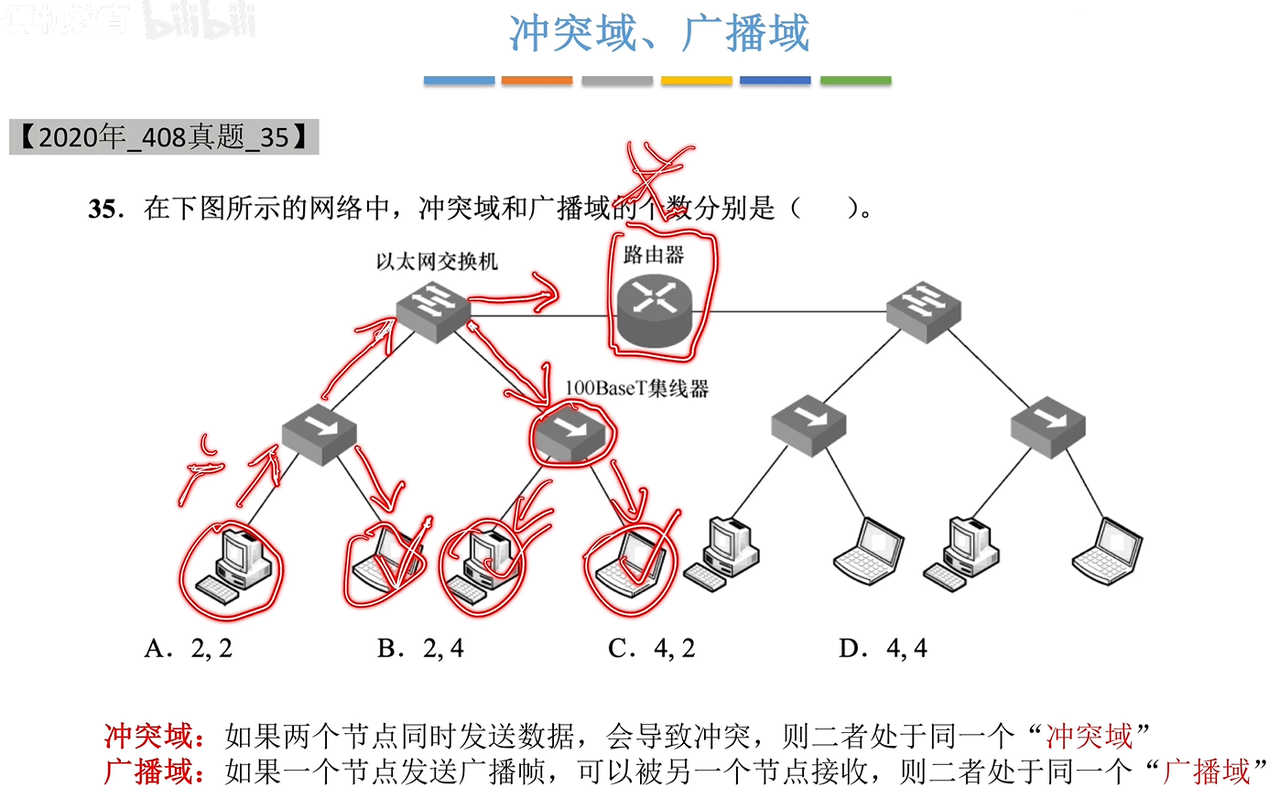 bilibili
冲突域、广播域
【2020年_408真题_35】
35. 在下图所示的网络中，冲突域和广播域的个数分别是（　）。
以太网交换机
路由器
100BaseT集线器
A. 2, 2 B. 2, 4 C. 4, 2 D. 4, 4
冲突域：如果两个节点同时发送数据，会导致冲突，则二者处于同一个“冲突域”
广播域：如果一个节点发送广播帧，可以被另一个节点接收，则二者处于同一个“广播域”